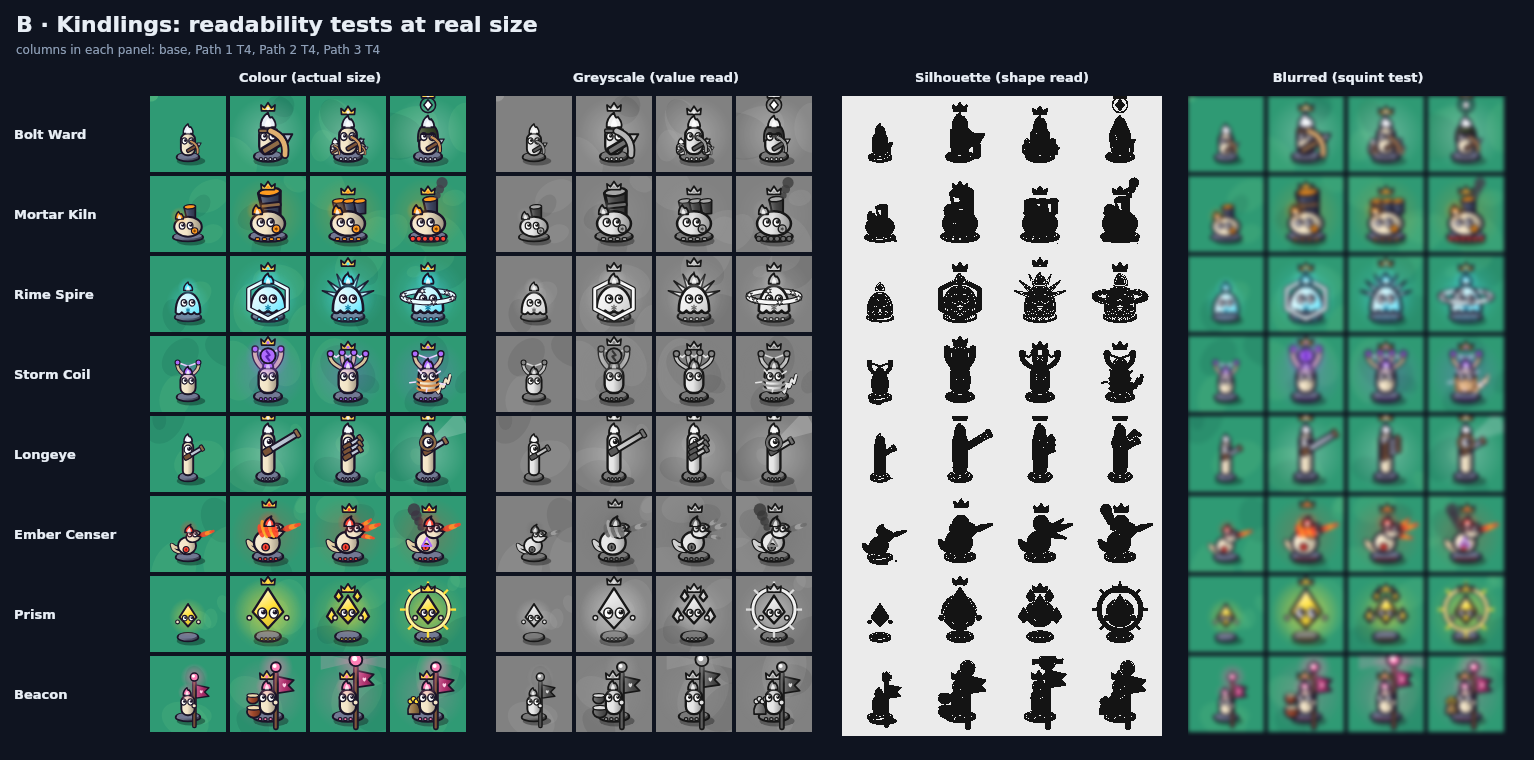 B · Kindlings: readability tests at real size
columns in each panel: base, Path 1 T4, Path 2 T4, Path 3 T4
Colour (actual size)
Greyscale (value read)
Silhouette (shape read)
Blurred (squint test)
Bolt Ward
Mortar Kiln
Rime Spire
Storm Coil
Longeye
Ember Censer
Prism
Beacon